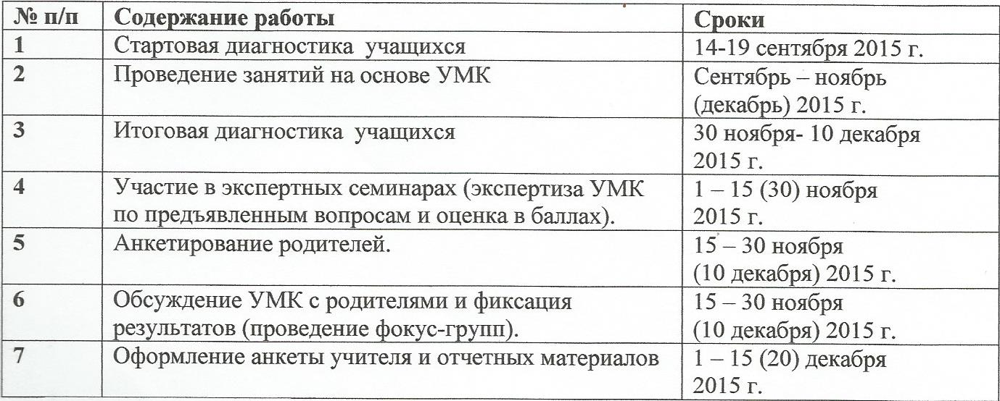 № п/п Содержание работы Сроки
1 Стартовая диагностика учащихся 14-19 сентября 2015 г.
2 Проведение занятий на основе УМК Сентябрь – ноябрь
(декабрь) 2015 г.
3 Итоговая диагностика учащихся 30 ноября- 10 декабря
2015 г.
4 Участие в экспертных семинарах (экспертиза УМК 1 – 15 (30) ноября
по предъявленным вопросам и оценка в баллах). 2015 г.
5 Анкетирование родителей. 15 – 30 ноября
(10 декабря) 2015 г.
6 Обсуждение УМК с родителями и фиксация 15 – 30 ноября
результатов (проведение фокус-групп). (10 декабря) 2015 г.
7 Оформление анкеты учителя и отчетных материалов 1 – 15 (20) декабря
2015 г.